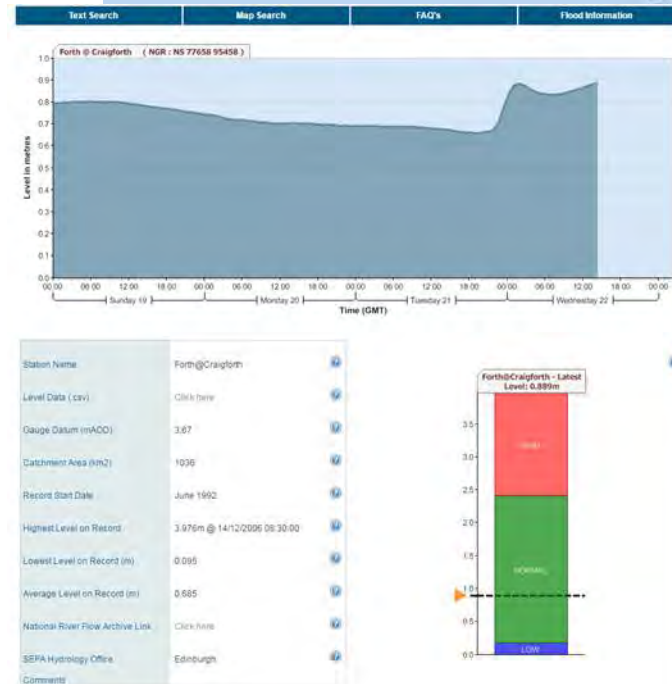 Text Search
Map Search
FAQ's
Flood Information
Forth @ Craigforth ( NGR : NS 77658 95458 )
Level in metres
1.0
0.9
0.8
0.7
0.6
0.5
0.4
0.3
0.2
0.1
0.0
00:00 06:00 12:00 18:00 00:00 06:00 12:00 18:00 00:00 06:00 12:00 18:00 00:00 06:00 12:00 18:00 00:00
Sunday 19 Monday 20 Tuesday 21 Wednesday 22
Time (GMT)
Station Name Forth@Craigforth
Level Data (.csv) Click here
Gauge Datum (mAOD) 3.67
Catchment Area (km2) 1036
Record Start Date June 1992
Highest Level on Record 3.976m @ 14/12/2006 08:30:00
Lowest Level on Record (m) 0.095
Average Level on Record (m) 0.685
National River Flow Archive Link Click here
SEPA Hydrology Office Edinburgh
Comments
Forth@Craigforth - Latest
Level: 0.889m
3.5
3.0
2.5
2.0
1.5
NORMAL
1.0
0.5
LOW
0.0